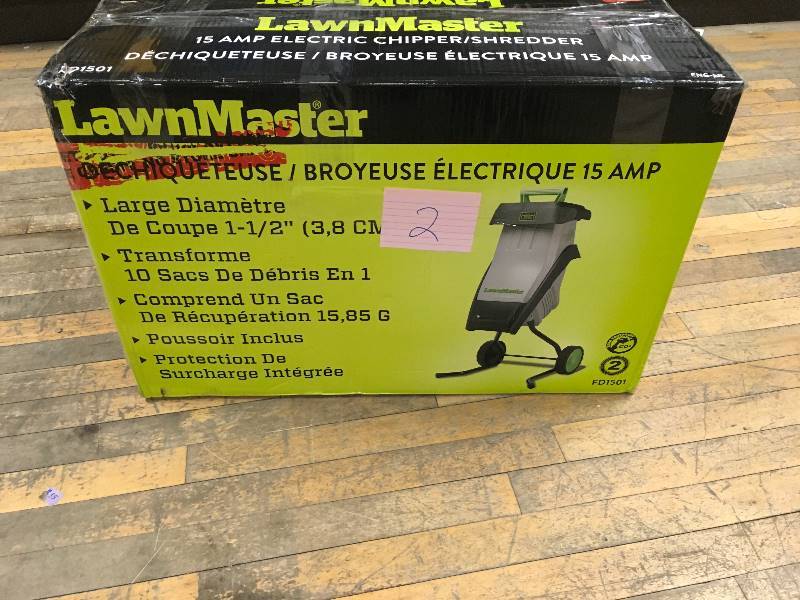 LawnMaster
LawnMaster
15 AMP ELECTRIC CHIPPER/SHREDDER
DÉCHIQUETEUSE / BROYEUSE ÉLECTRIQUE 15 AMP
FD1501
LawnMaster®
DÉCHIQUETEUSE / BROYEUSE ÉLECTRIQUE 15 AMP
Large Diamètre
De Coupe 1-1/2" (3,8 CM
2
Transforme
10 Sacs De Débris En 1
Comprend Un Sac
De Récupération 15,85 G
Poussoir Inclus
Protection De
Surcharge Intégrée
LawnMaster
2
FD1501